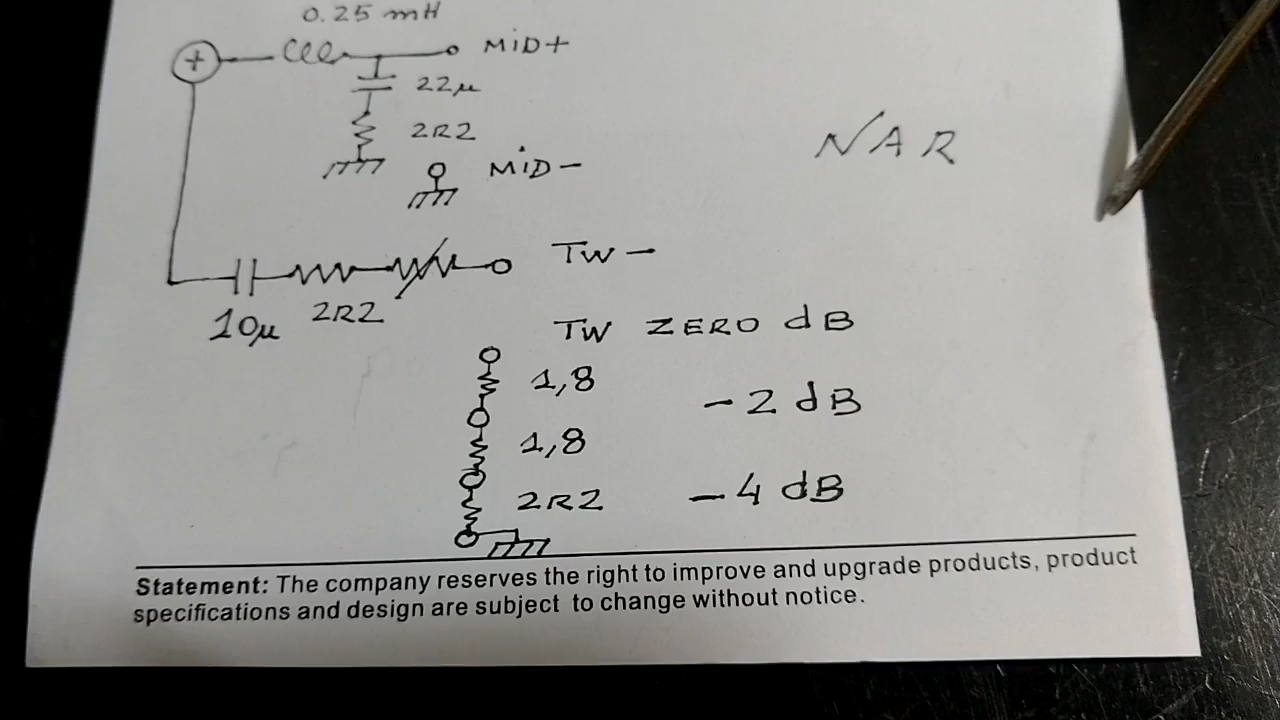 0.25 mH
+ MiD+
22µ
2R2
NAR
MiD-
TW -
10µ 2R2
TW ZERO dB
1,8
- 2 dB
1,8
2R2 - 4 dB
Statement: The company reserves the right to improve and upgrade products, product
specifications and design are subject to change without notice.